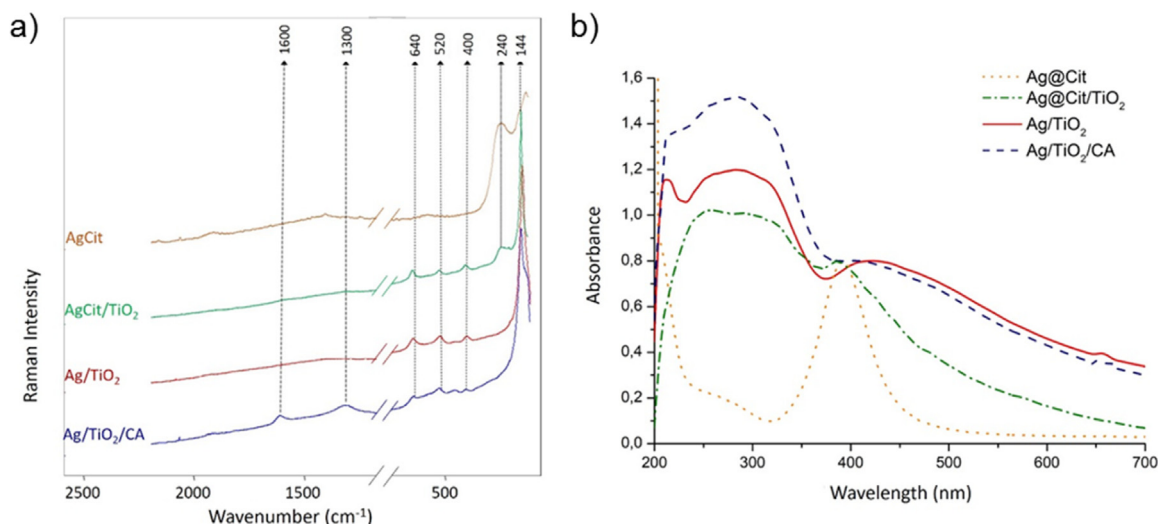 a)
1600
1300
640
520
400
240
144
AgCit
AgCit/TiO₂
Ag/TiO₂
Ag/TiO₂/CA
Raman Intensity
2500
2000
1500
500
Wavenumber (cm⁻¹)
b)
Ag@Cit
Ag@Cit/TiO₂
Ag/TiO₂
Ag/TiO₂/CA
1,6
1,4
1,2
1,0
0,8
0,6
0,4
0,2
0,0
Absorbance
200
300
400
500
600
700
Wavelength (nm)